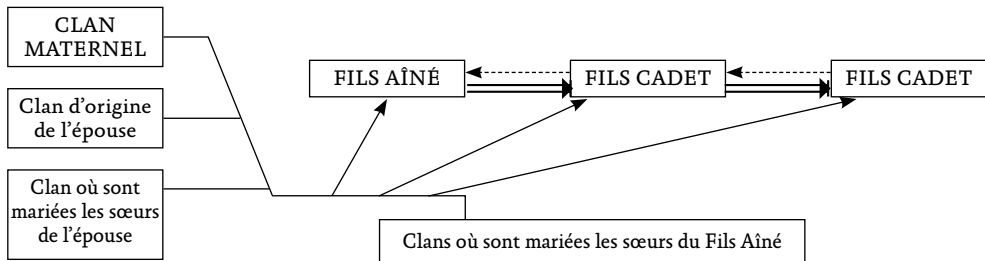 CLAN
MATERNEL
Clan d'origine
de l'épouse
Clan où sont
mariées les sœurs
de l'épouse
FILS AÎNÉ
FILS CADET
FILS CADET
Clans où sont mariées les sœurs du Fils Aîné